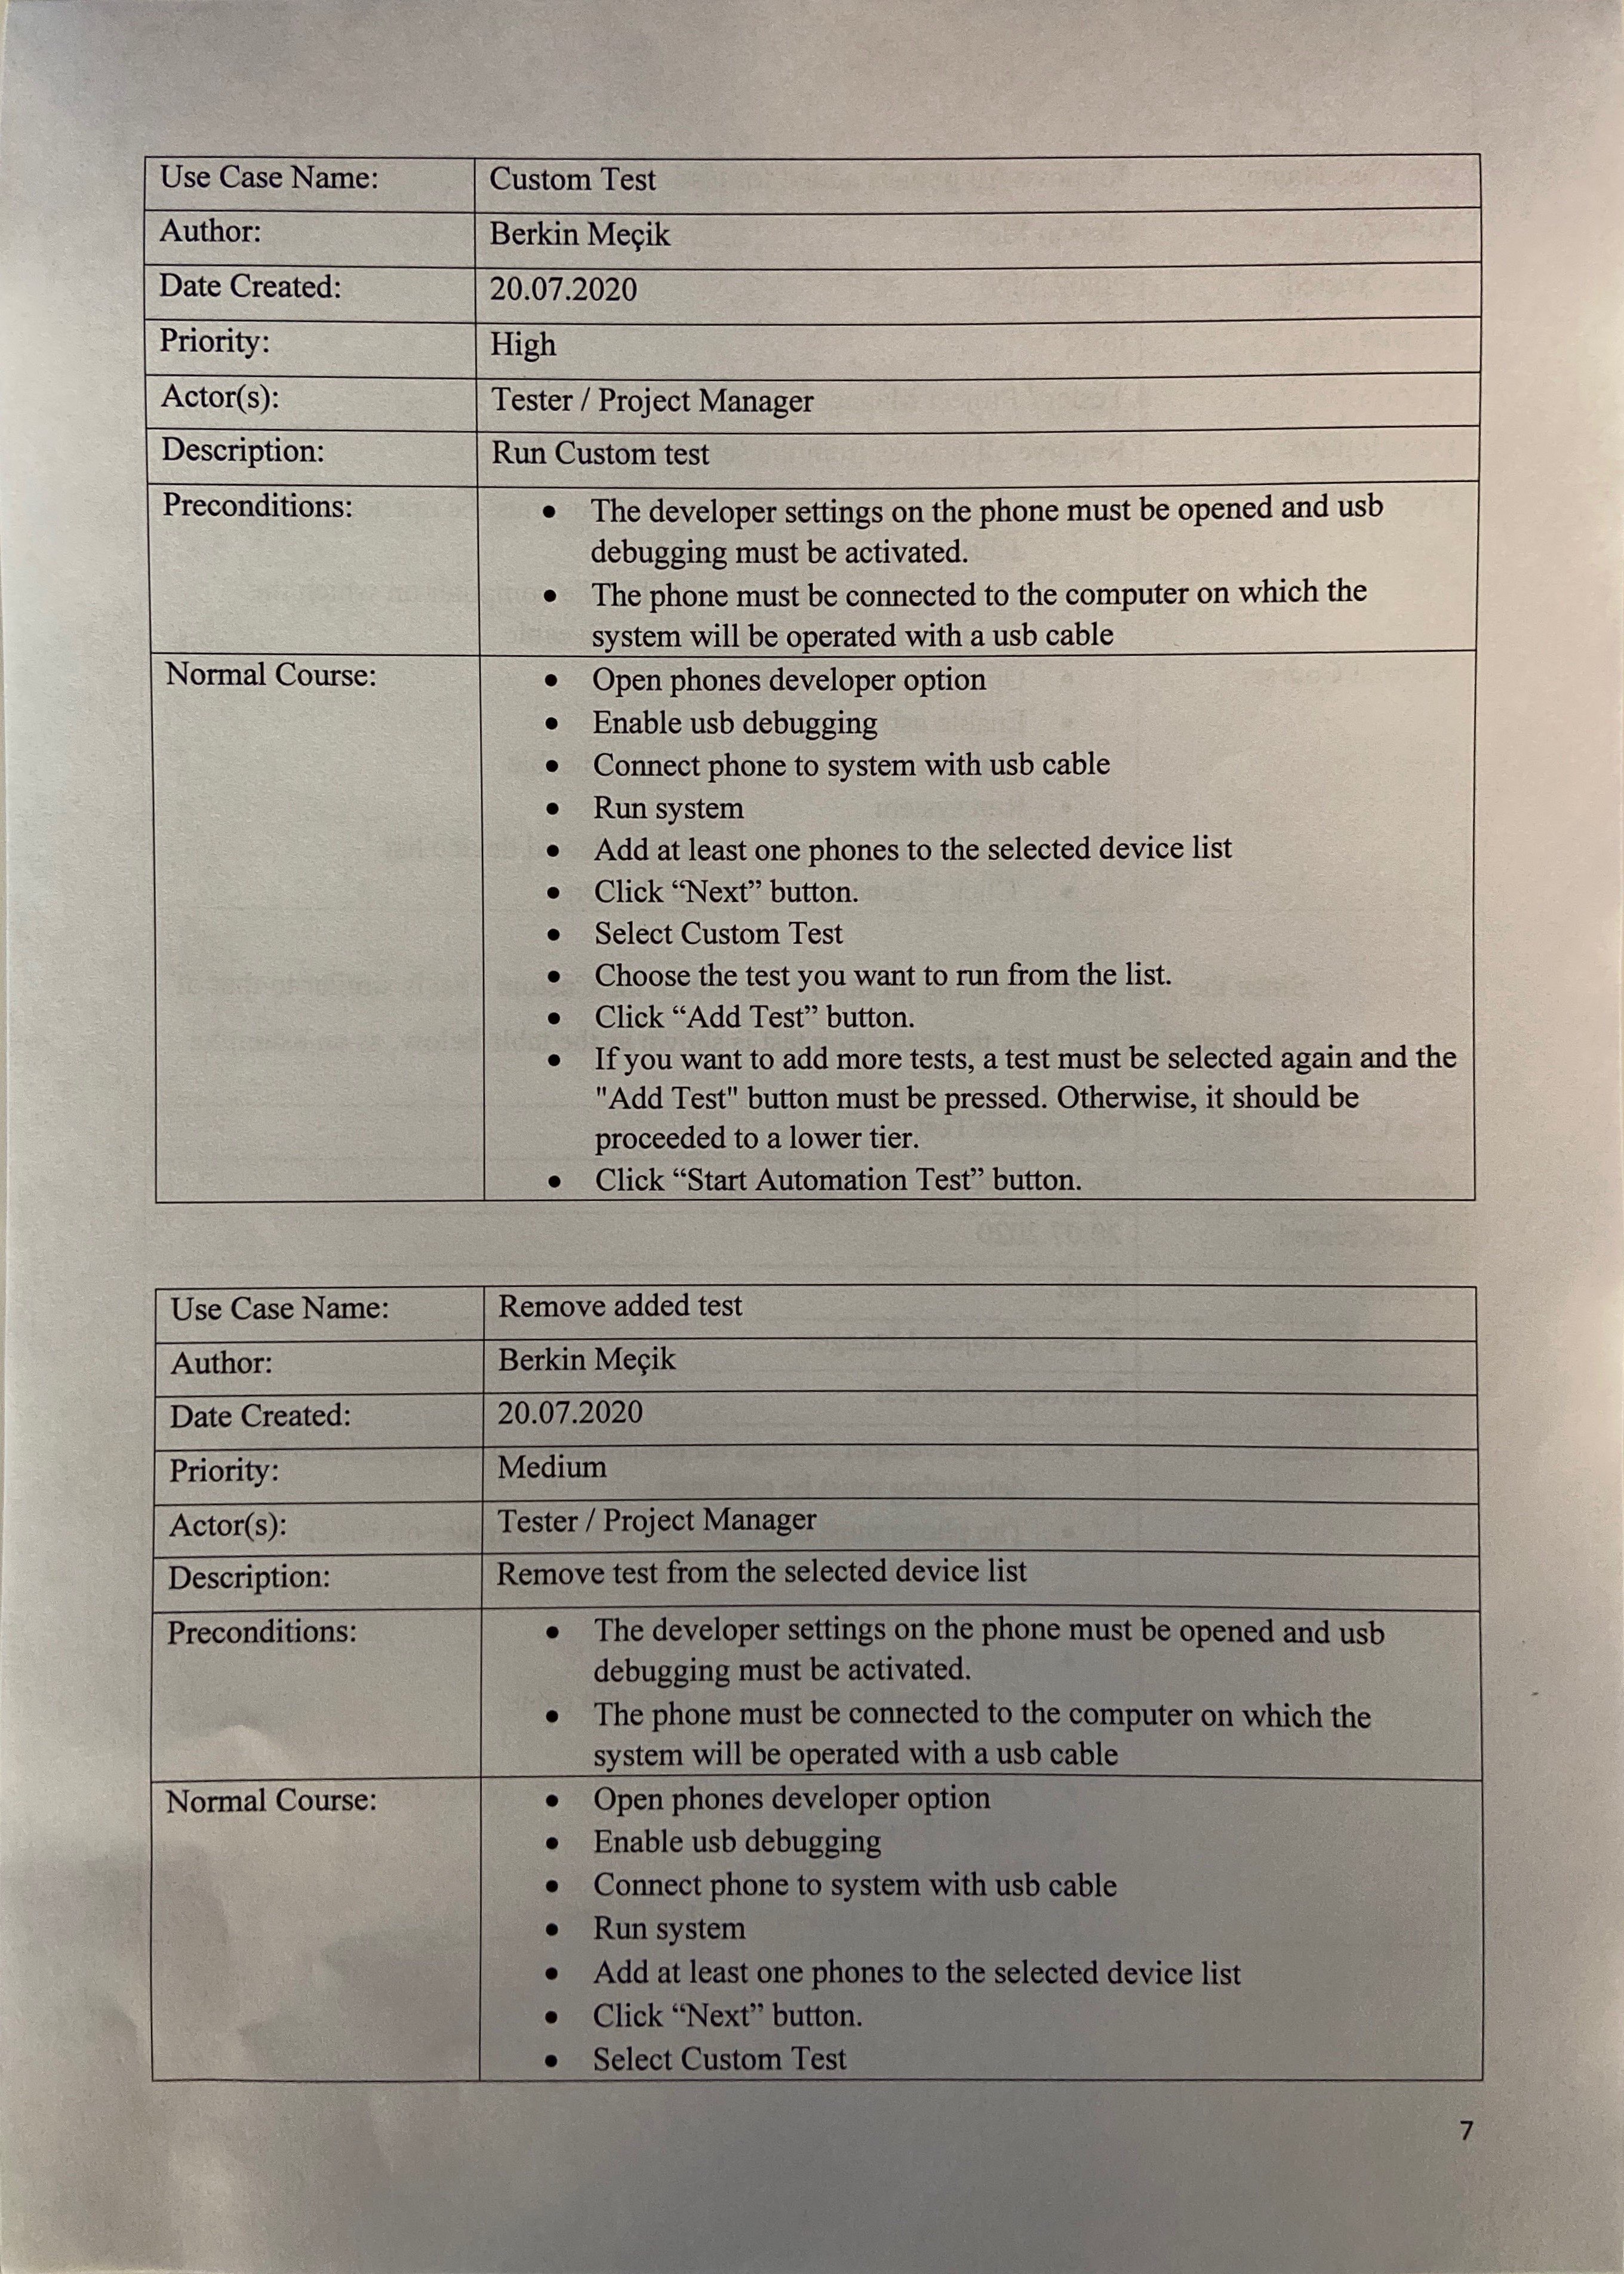 Use Case Name: Custom Test
Author: Berkin Meçik
Date Created: 20.07.2020
Priority: High
Actor(s): Tester / Project Manager
Description: Run Custom test
Preconditions: • The developer settings on the phone must be opened and usb
debugging must be activated.
• The phone must be connected to the computer on which the
system will be operated with a usb cable
Normal Course: • Open phones developer option
• Enable usb debugging
• Connect phone to system with usb cable
• Run system
• Add at least one phones to the selected device list
• Click “Next” button.
• Select Custom Test
• Choose the test you want to run from the list.
• Click “Add Test” button.
• If you want to add more tests, a test must be selected again and the
"Add Test" button must be pressed. Otherwise, it should be
proceeded to a lower tier.
• Click “Start Automation Test” button.
Use Case Name: Remove added test
Author: Berkin Meçik
Date Created: 20.07.2020
Priority: Medium
Actor(s): Tester / Project Manager
Description: Remove test from the selected device list
Preconditions: • The developer settings on the phone must be opened and usb
debugging must be activated.
• The phone must be connected to the computer on which the
system will be operated with a usb cable
Normal Course: • Open phones developer option
• Enable usb debugging
• Connect phone to system with usb cable
• Run system
• Add at least one phones to the selected device list
• Click “Next” button.
• Select Custom Test
7